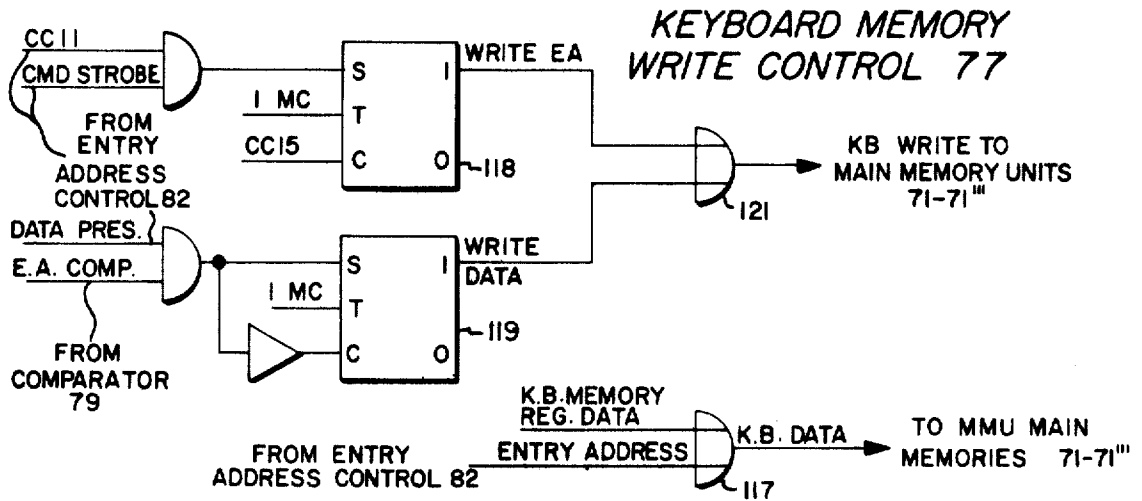 KEYBOARD MEMORY
WRITE CONTROL 77
CC11
CMD STROBE
FROM
ENTRY
ADDRESS
CONTROL 82
S
1 MC
T
CC15
C
1
0
118
WRITE EA
DATA PRES.
E.A. COMP.
FROM
COMPARATOR
79
S
1 MC
T
C
1
0
119
WRITE
DATA
121
KB WRITE TO
MAIN MEMORY UNITS
71-71'''
K.B. MEMORY
REG. DATA
ENTRY ADDRESS
FROM ENTRY
ADDRESS CONTROL 82
117
K.B. DATA
TO MMU MAIN
MEMORIES 71-71'''